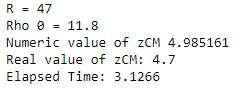 R = 47
Rho 0 = 11.8
Numeric value of zCM 4.985161
Real value of zCM: 4.7
Elapsed Time: 3.1266